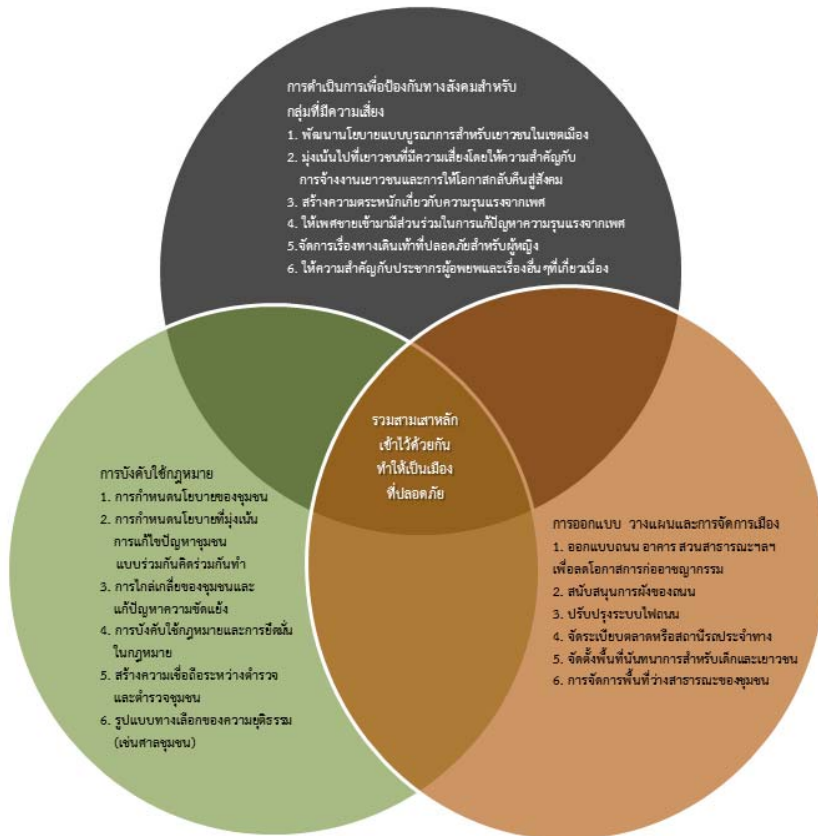 การดำเนินการเพื่อป้องกันทางสังคมสำหรับ
กลุ่มที่มีความเสี่ยง
1. พัฒนานโยบายแบบบูรณาการสำหรับเยาวชนในเขตเมือง
2. มุ่งเน้นไปที่เยาวชนที่มีความเสี่ยงโดยให้ความสำคัญกับ
การจ้างงานเยาวชนและการให้โอกาสกลับคืนสู่สังคม
3. สร้างความตระหนักเกี่ยวกับความรุนแรงจากเพศ
4. ให้เพศชายเข้ามามีส่วนร่วมในการแก้ปัญหาความรุนแรงจากเพศ
5.จัดการเรื่องทางเดินเท้าที่ปลอดภัยสำหรับผู้หญิง
6. ให้ความสำคัญกับประชากรผู้อพยพและเรื่องอื่นๆที่เกี่ยวเนื่อง
รวมสามเสาหลัก
เข้าไว้ด้วยกัน
ทำให้เป็นเมือง
ที่ปลอดภัย
การบังคับใช้กฎหมาย
1. การกำหนดนโยบายของชุมชน
2. การกำหนดนโยบายที่มุ่งเน้น
การแก้ไขปัญหาชุมชน
แบบร่วมกันคิดร่วมกันทำ
3. การไกล่เกลี่ยของชุมชนและ
แก้ปัญหาความขัดแย้ง
4. การบังคับใช้กฎหมายและการยึดมั่น
ในกฎหมาย
5. สร้างความเชื่อถือระหว่างตำรวจ
และตำรวจชุมชน
6. รูปแบบทางเลือกของความยุติธรรม
(เช่นศาลชุมชน)
การออกแบบ วางแผนและการจัดการเมือง
1. ออกแบบถนน อาคาร สวนสาธารณะฯลฯ
เพื่อลดโอกาสการก่ออาชญากรรม
2. สนับสนุนการผังของถนน
3. ปรับปรุงระบบไฟถนน
4. จัดระเบียบตลาดหรือสถานีรถประจำทาง
5. จัดตั้งพื้นที่นันทนาการสำหรับเด็กและเยาวชน
6. การจัดการพื้นที่ว่างสาธารณะของชุมชน